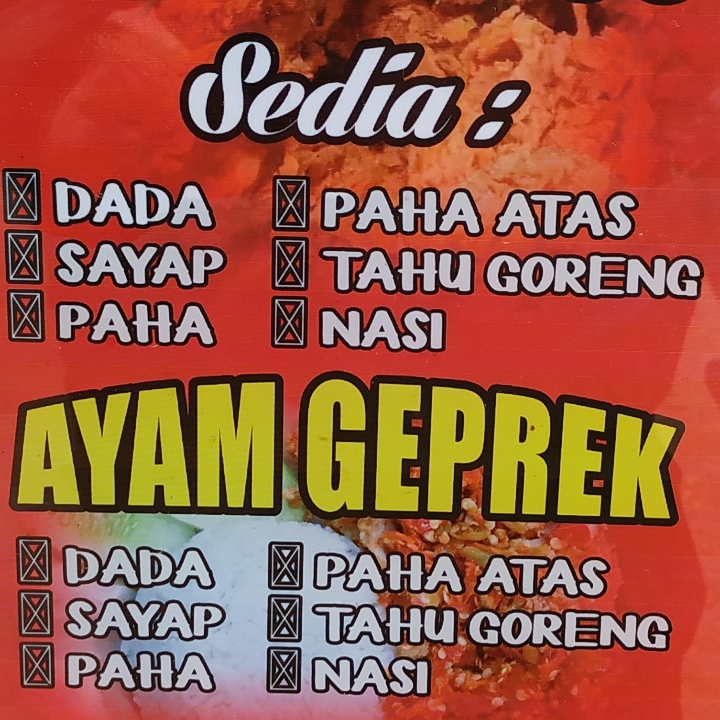 Sedia :
DADA
SAYAP
PAHA
PAHA ATAS
TAHU GORENG
NASI
AYAM GEPREK
DADA
SAYAP
PAHA
PAHA ATAS
TAHU GORENG
NASI